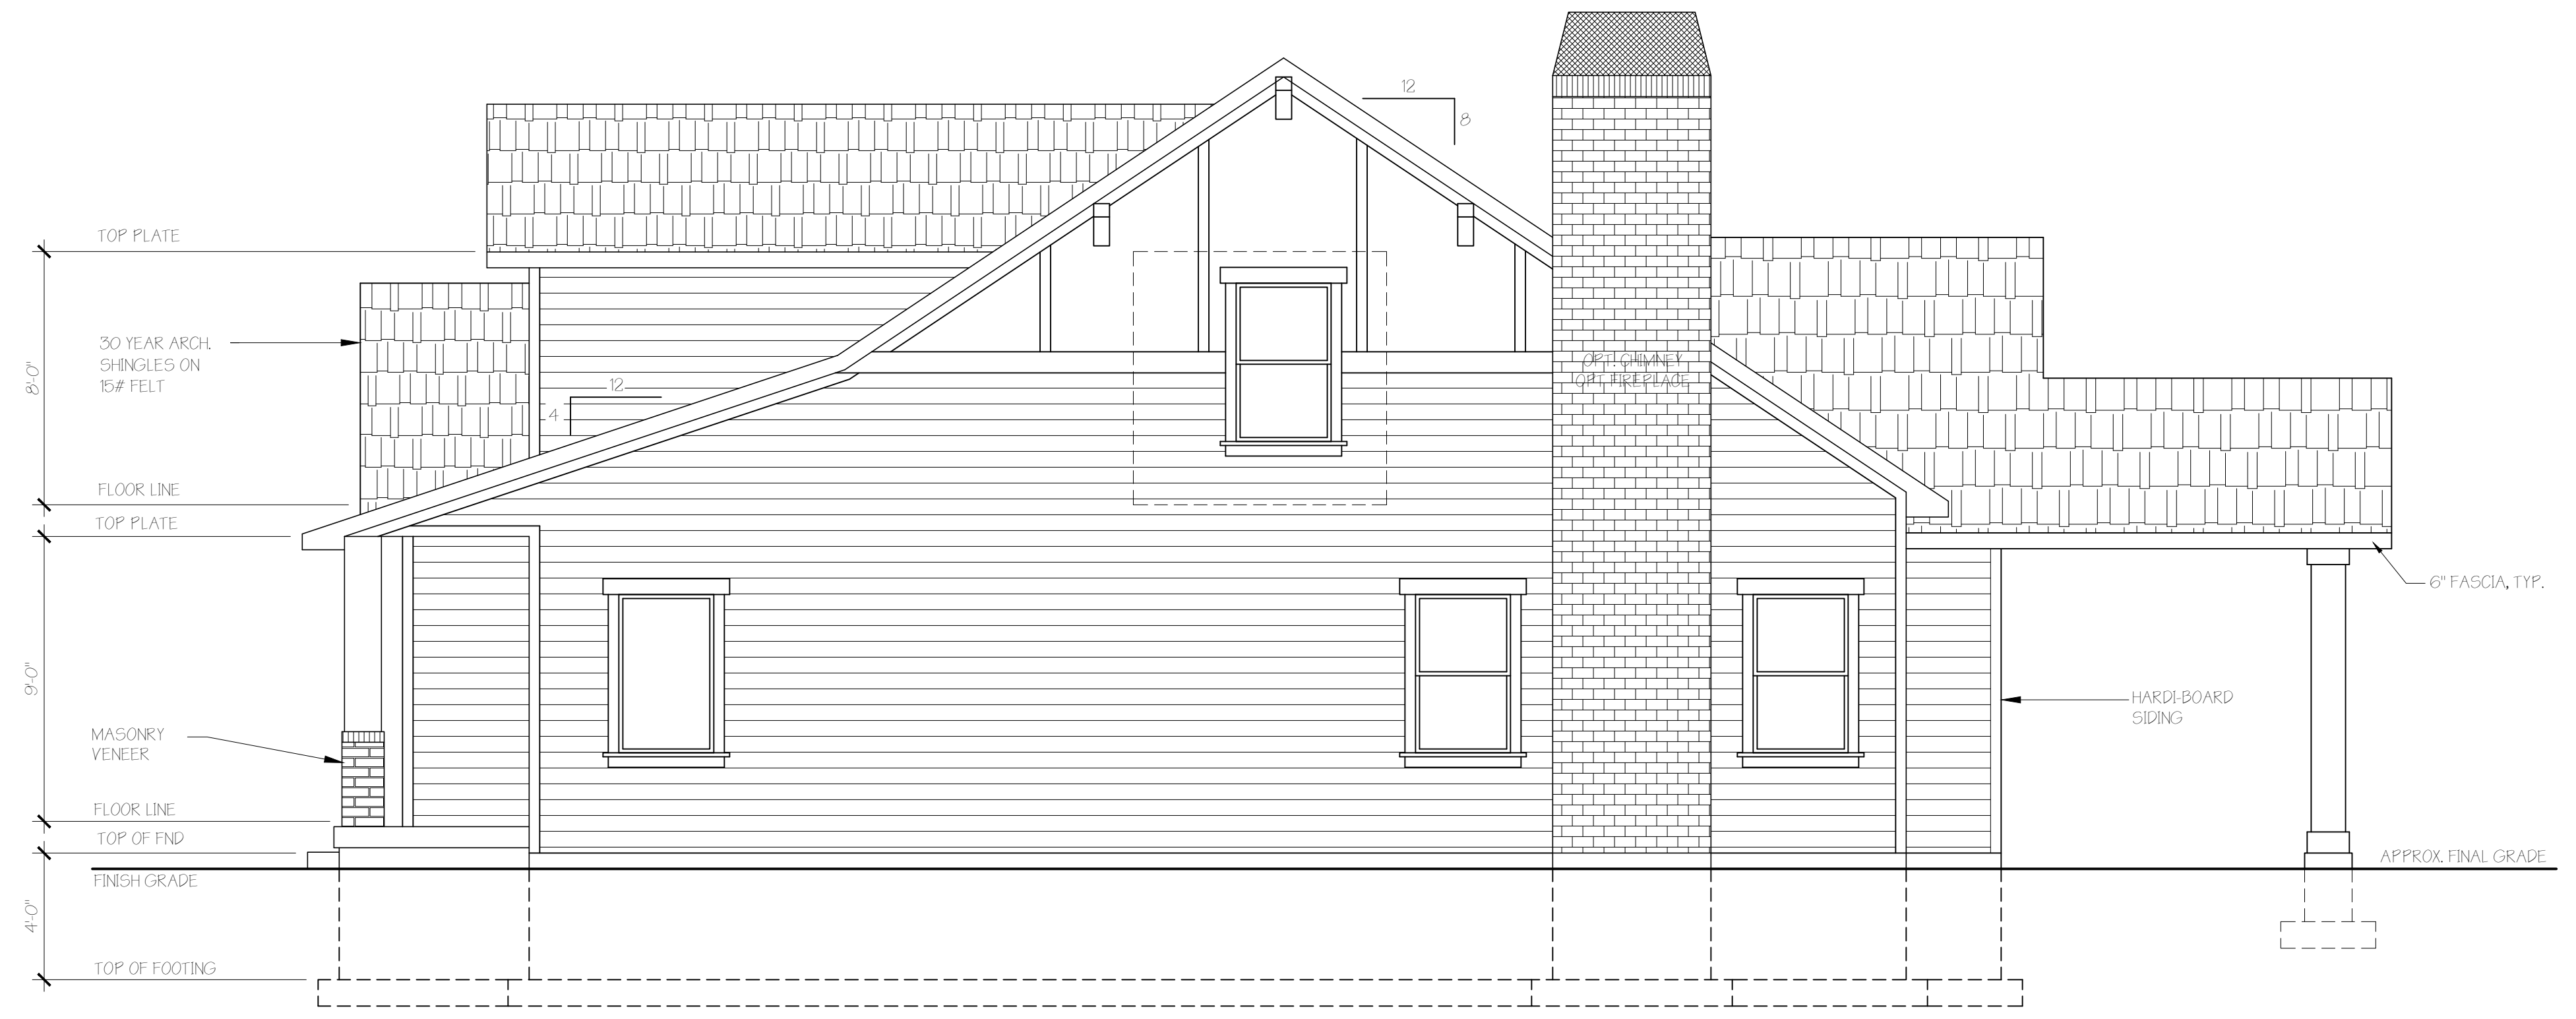 12
8
TOP PLATE
30 YEAR ARCH.
SHINGLES ON
15# FELT
8'-0"
OPT. CHIMNEY
OPT. FIREPLACE
12
4
FLOOR LINE
TOP PLATE
6" FASCIA, TYP.
9'-0"
HARDI-BOARD
SIDING
MASONRY
VENEER
FLOOR LINE
TOP OF FND
APPROX. FINAL GRADE
FINISH GRADE
4'-0"
TOP OF FOOTING